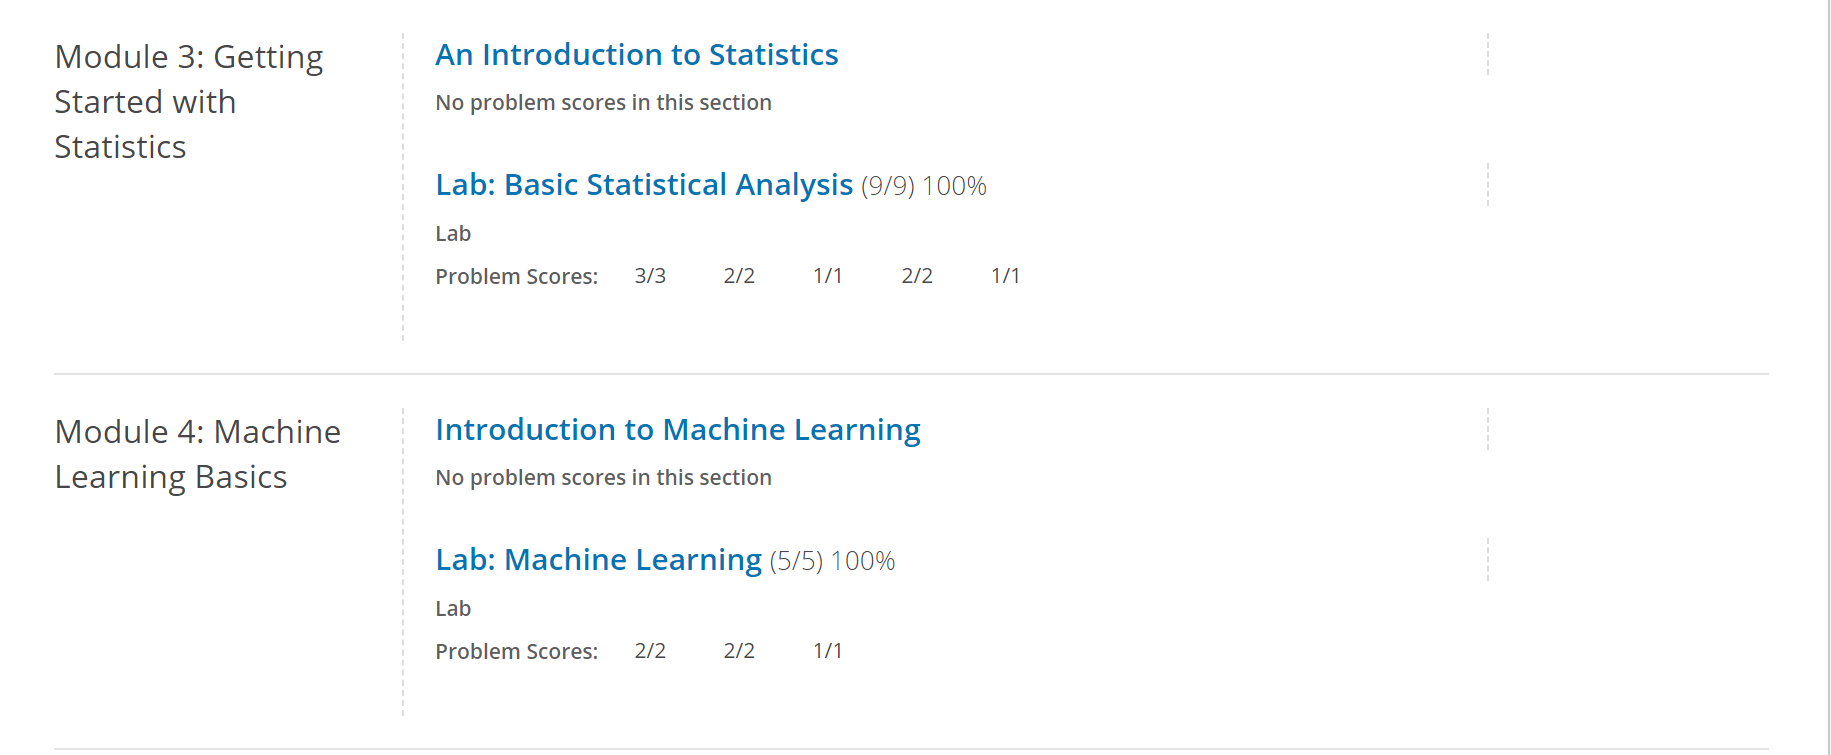 Module 3: Getting
Started with
Statistics
An Introduction to Statistics
No problem scores in this section
Lab: Basic Statistical Analysis (9/9) 100%
Lab
Problem Scores: 3/3 2/2 1/1 2/2 1/1
Module 4: Machine
Learning Basics
Introduction to Machine Learning
No problem scores in this section
Lab: Machine Learning (5/5) 100%
Lab
Problem Scores: 2/2 2/2 1/1